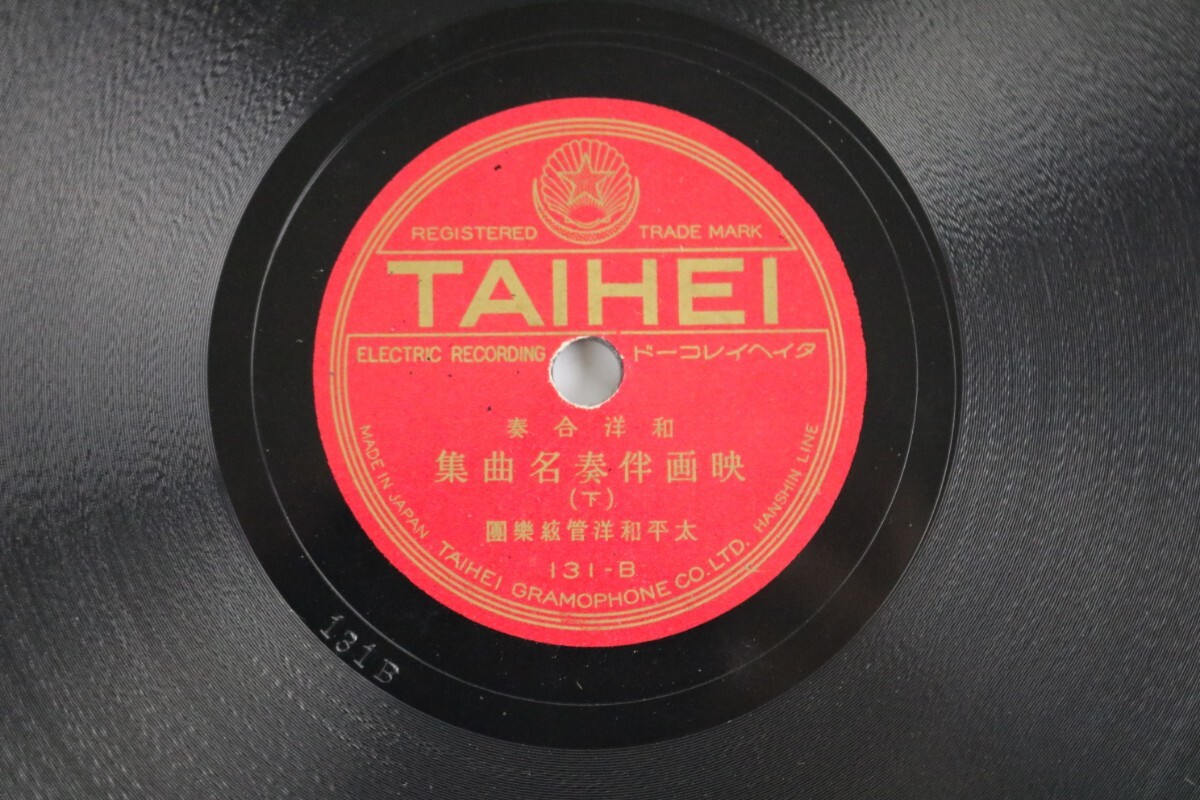 REGISTERED TRADE MARK
TAIHEI
ELECTRIC RECORDING タイヘイレコード
和洋合奏
映画伴奏名曲集
(下)
太平和洋管絃樂團
131-B
MADE IN JAPAN TAIHEI GRAMOPHONE CO. LTD. HANSHIN LINE
131B